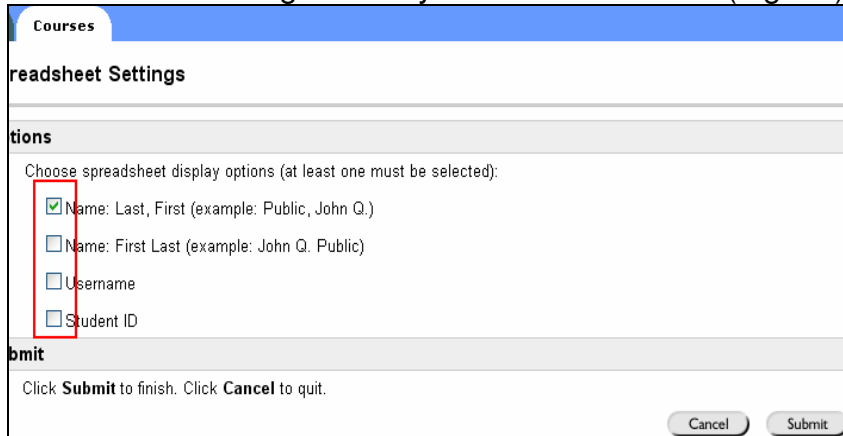 Courses
readsheet Settings
tions
Choose spreadsheet display options (at least one must be selected):
Name: Last, First (example: Public, John Q.)
Name: First Last (example: John Q. Public)
Username
Student ID
bmit
Click Submit to finish. Click Cancel to quit.
Cancel Submit